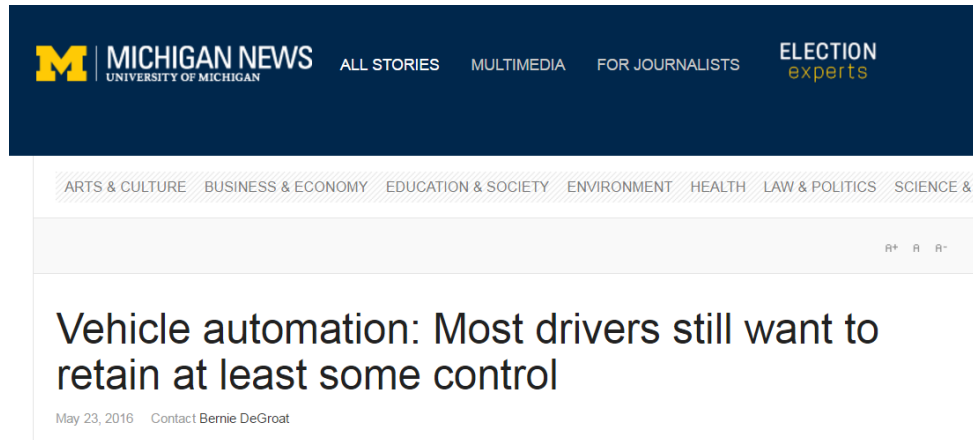 M MICHIGAN NEWS
UNIVERSITY OF MICHIGAN
ALL STORIES MULTIMEDIA FOR JOURNALISTS
ELECTION
experts
ARTS & CULTURE BUSINESS & ECONOMY EDUCATION & SOCIETY ENVIRONMENT HEALTH LAW & POLITICS SCIENCE &
A+ A A-
Vehicle automation: Most drivers still want to
retain at least some control
May 23, 2016 Contact Bernie DeGroat